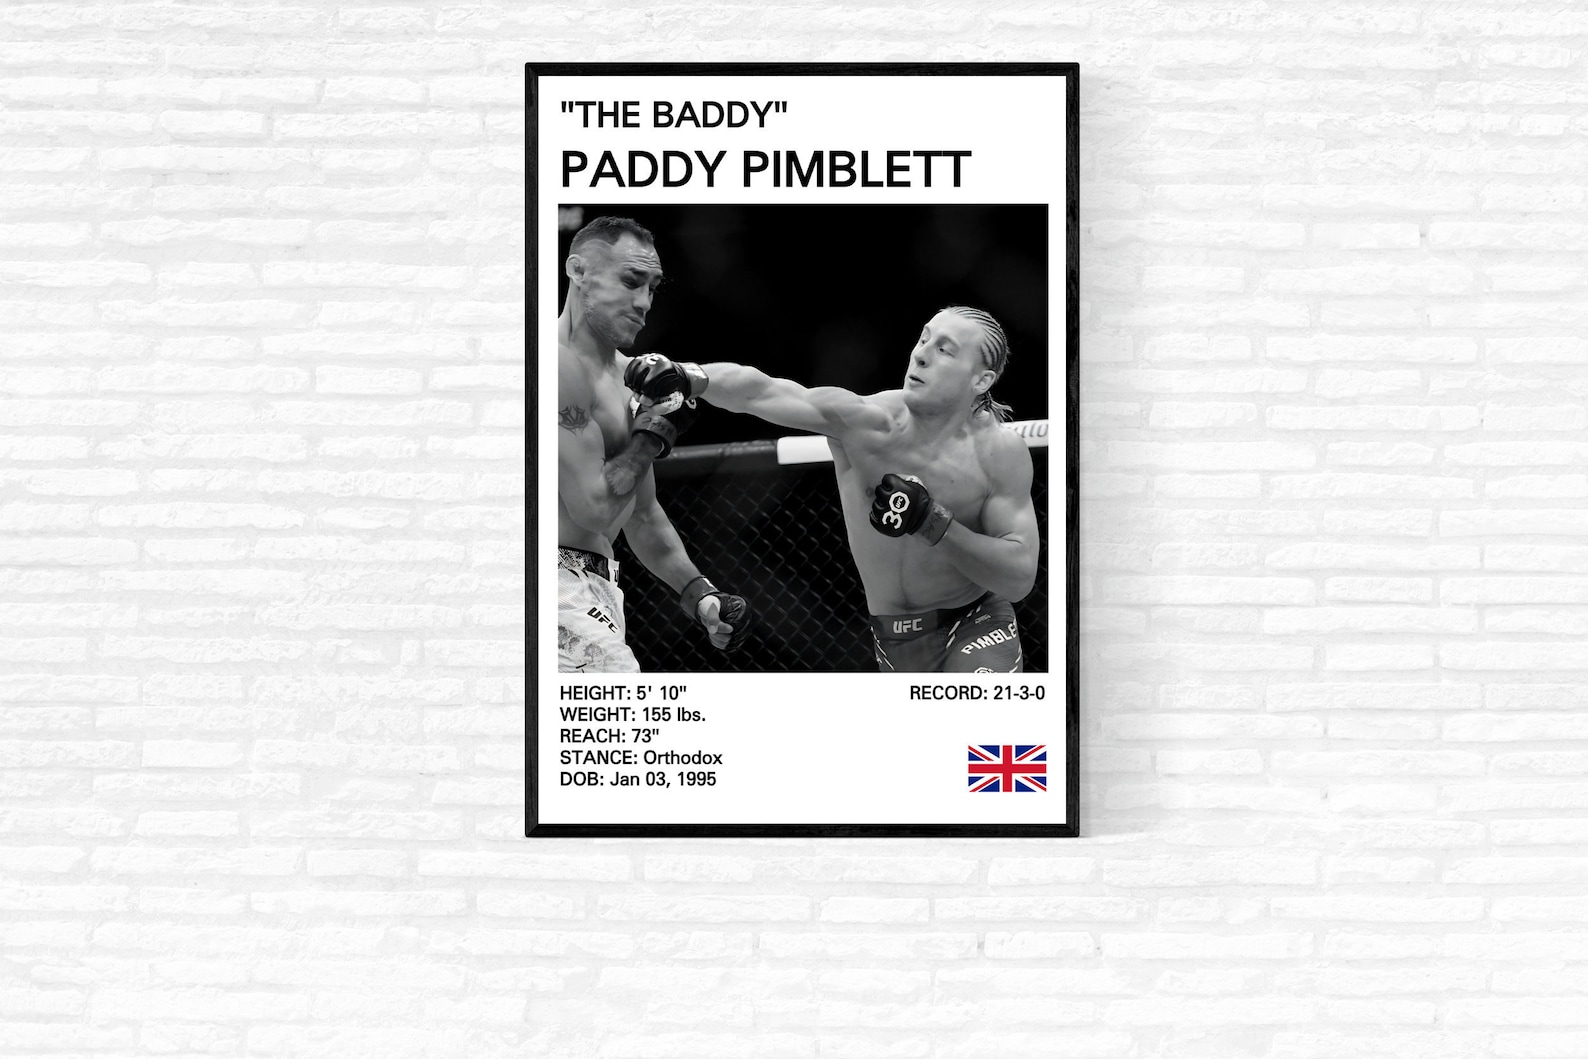 "THE BADDY"
PADDY PIMBLETT
30
UFC
UFC
PIMBLE
HEIGHT: 5' 10"
WEIGHT: 155 lbs.
REACH: 73"
STANCE: Orthodox
DOB: Jan 03, 1995
RECORD: 21-3-0